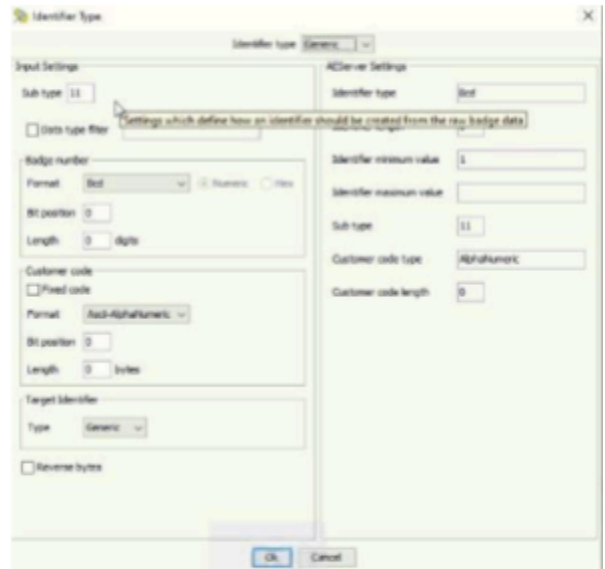 Identifier Type
Identifier type Generic
Input Settings
Sub type 11
Settings which define how an identifier should be created from the raw badge data
Data type filter
Badge number
Format Bcd Numeric Hex
Bit position 0
Length 0 digits
Customer code
Fixed code
Format Ascii-AlphaNumeric
Bit position 0
Length 0 bytes
Target Identifier
Type Generic
Reverse bytes
AEServer Settings
Identifier type Bcd
Identifier minimum value 1
Identifier maximum value
Sub type 11
Customer code type AlphaNumeric
Customer code length 0
Ok Cancel